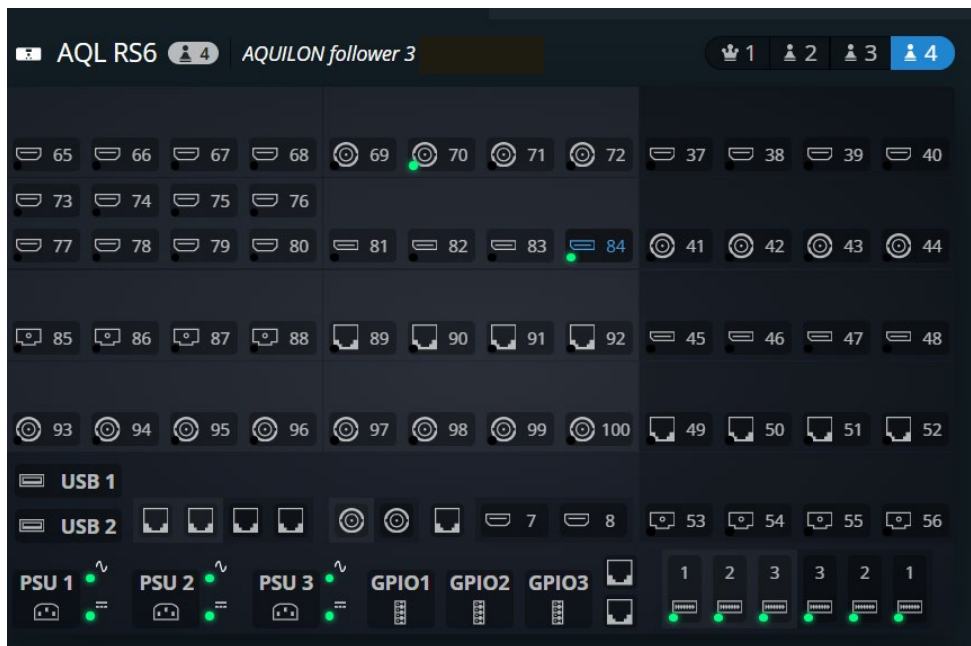 AQL RS6 4 AQUILON follower 3 1 2 3 4
65 66 67 68 69 70 71 72 37 38 39 40
73 74 75 76
77 78 79 80 81 82 83 84 41 42 43 44
85 86 87 88 89 90 91 92 45 46 47 48
93 94 95 96 97 98 99 100 49 50 51 52
USB 1
USB 2 7 8 53 54 55 56
PSU 1 PSU 2 PSU 3 GPIO1 GPIO2 GPIO3 1 2 3 3 2 1